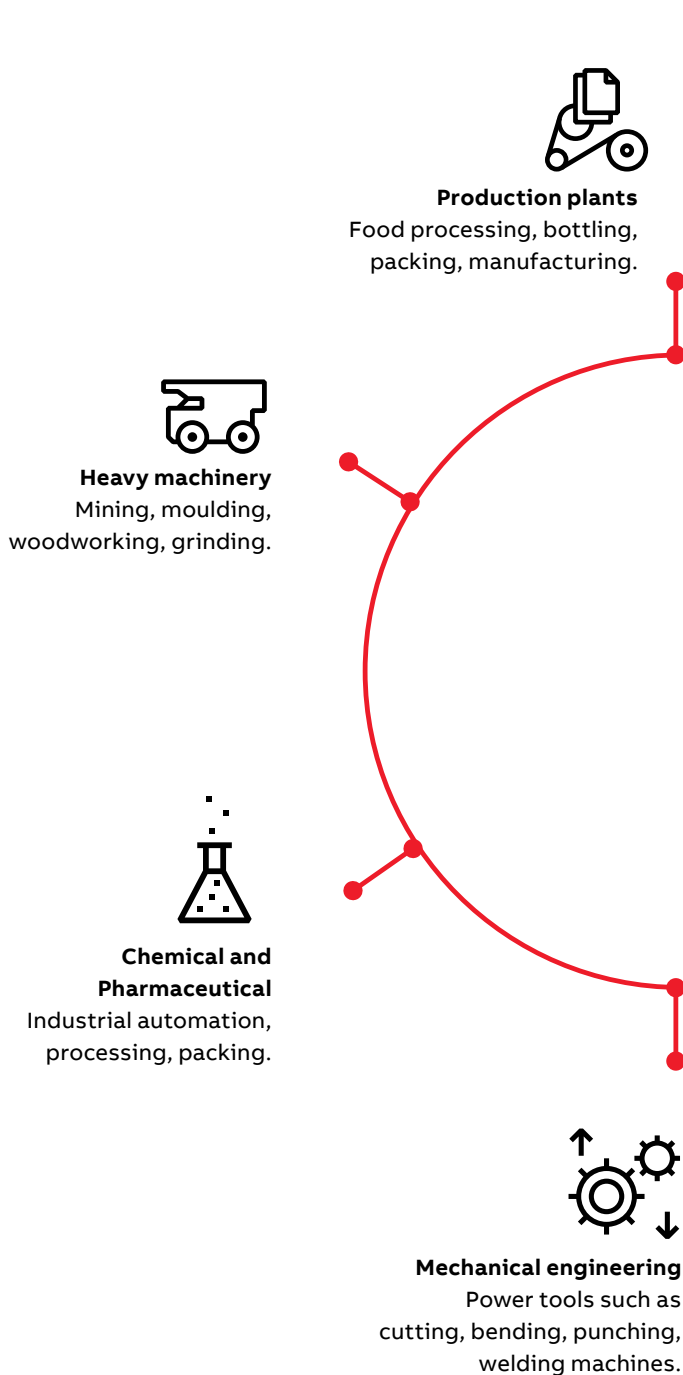 Production plants
Food processing, bottling,
packing, manufacturing.
Heavy machinery
Mining, moulding,
woodworking, grinding.
Chemical and
Pharmaceutical
Industrial automation,
processing, packing.
Mechanical engineering
Power tools such as
cutting, bending, punching,
welding machines.